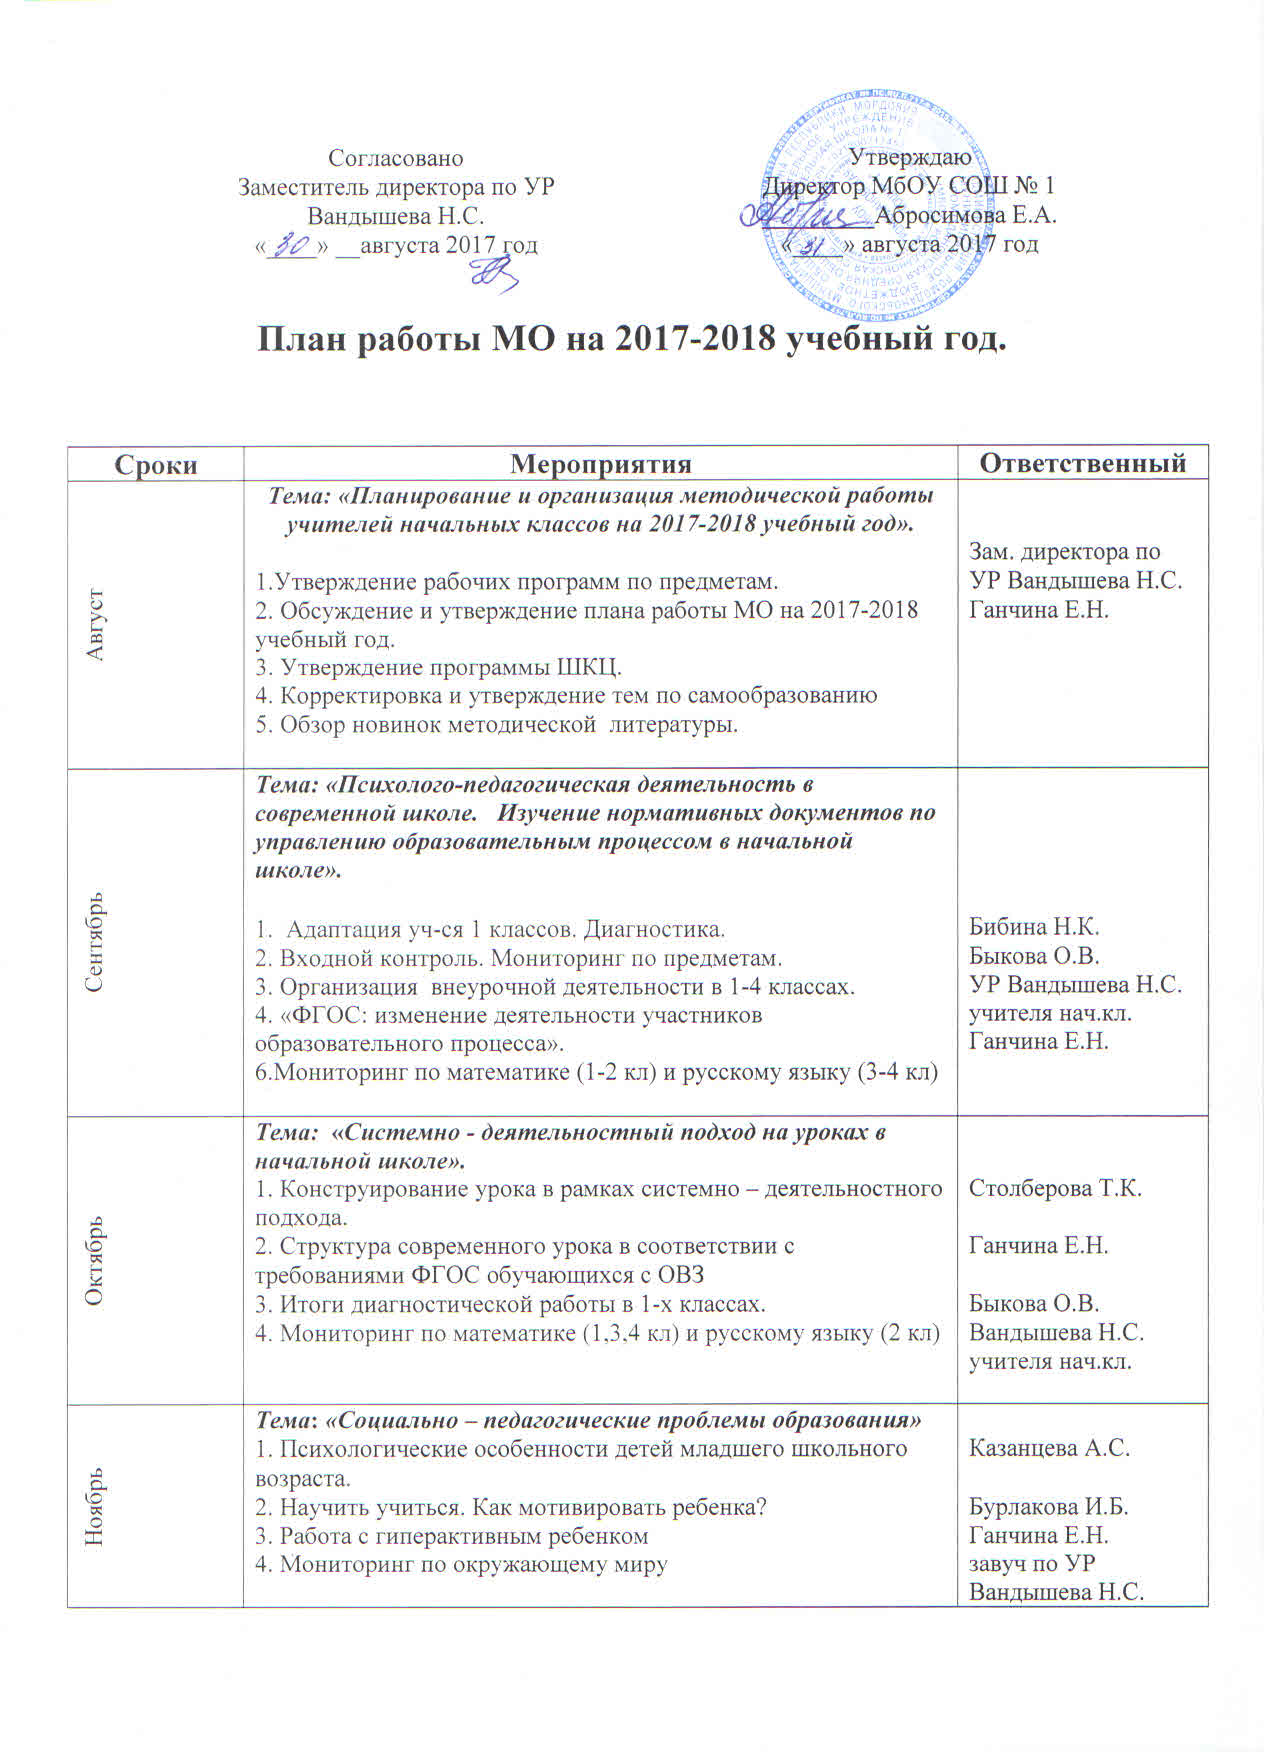 Согласовано
Заместитель директора по УР
Вандышева Н.С.
«30» __августа 2017 год
Утверждаю
Директор МбОУ СОШ № 1
_________Абросимова Е.А.
«31» августа 2017 год
План работы МО на 2017-2018 учебный год.
Сроки
Мероприятия
Ответственный
Август
Тема: «Планирование и организация методической работы
учителей начальных классов на 2017-2018 учебный год».
1.Утверждение рабочих программ по предметам.
2. Обсуждение и утверждение плана работы МО на 2017-2018
учебный год.
3. Утверждение программы ШКЦ.
4. Корректировка и утверждение тем по самообразованию
5. Обзор новинок методической  литературы.
Зам. директора по
УР Вандышева Н.С.
Ганчина Е.Н.
Сентябрь
Тема: «Психолого-педагогическая деятельность в
современной школе.   Изучение нормативных документов по
управлению образовательным процессом в начальной
школе».
1.  Адаптация уч-ся 1 классов. Диагностика.
2. Входной контроль. Мониторинг по предметам.
3. Организация  внеурочной деятельности в 1-4 классах.
4. «ФГОС: изменение деятельности участников
образовательного процесса».
6.Мониторинг по математике (1-2 кл) и русскому языку (3-4 кл)
Бибина Н.К.
Быкова О.В.
УР Вандышева Н.С.
учителя нач.кл.
Ганчина Е.Н.
Октябрь
Тема:  «Системно - деятельностный подход на уроках в
начальной школе».
1. Конструирование урока в рамках системно – деятельностного
подхода.
2. Структура современного урока в соответствии с
требованиями ФГОС обучающихся с ОВЗ
3. Итоги диагностической работы в 1-х классах.
4. Мониторинг по математике (1,3,4 кл) и русскому языку (2 кл)
Столберова Т.К.
Ганчина Е.Н.
Быкова О.В.
Вандышева Н.С.
учителя нач.кл.
Ноябрь
Тема: «Социально – педагогические проблемы образования»
1. Психологические особенности детей младшего школьного
возраста.
2. Научить учиться. Как мотивировать ребенка?
3. Работа с гиперактивным ребенком
4. Мониторинг по окружающему миру
Казанцева А.С.
Бурлакова И.Б.
Ганчина Е.Н.
завуч по УР
Вандышева Н.С.